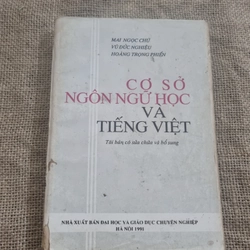 MAI NGỌC CHỪ
VŨ ĐỨC NGHIỆU
HOÀNG TRỌNG PHIẾN
CƠ SỞ
NGÔN NGỮ HỌC
VÀ
TIẾNG VIỆT
Tái bản có sửa chữa và bổ sung
NHÀ XUẤT BẢN ĐẠI HỌC VÀ GIÁO DỤC CHUYÊN NGHIỆP
HÀ NỘI 1991